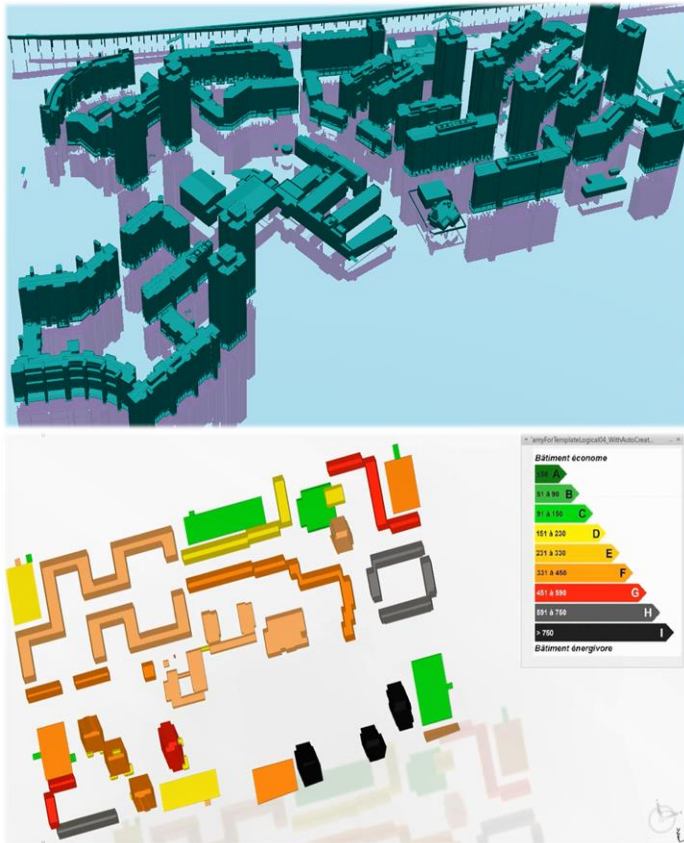 'amyForTemplateLogical04_WithAutoCreat...
Bâtiment économe
A
51 à 90 B
91 à 150 C
151 à 230 D
231 à 330 E
331 à 450 F
451 à 590 G
591 à 750 H
> 750 I
Bâtiment énergivore